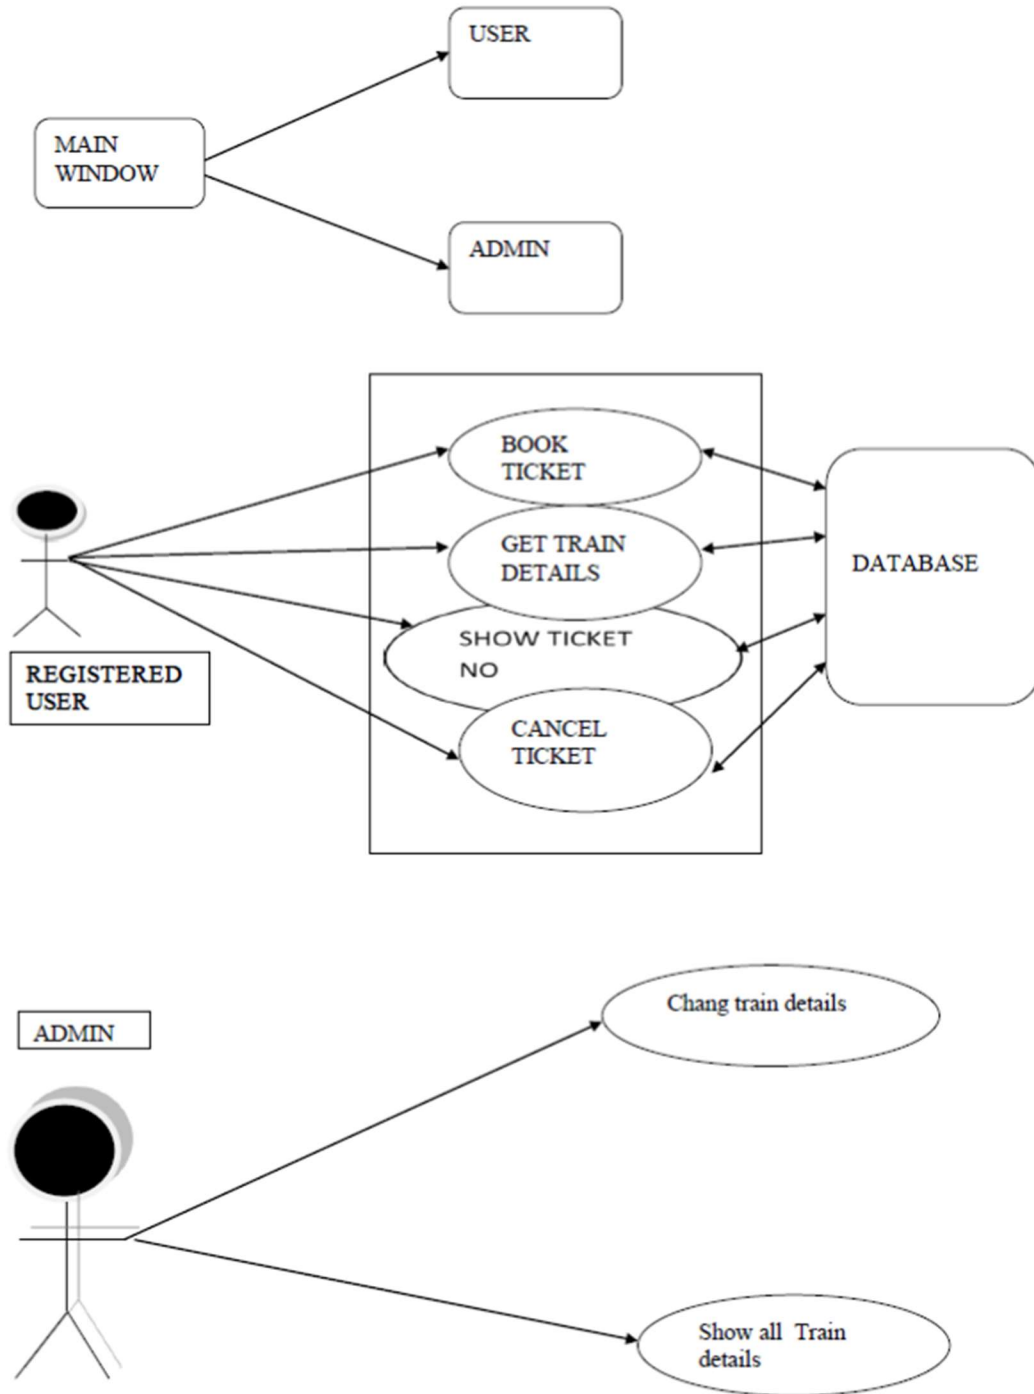 USER
MAIN
WINDOW
ADMIN
BOOK
TICKET
GET TRAIN
DETAILS
DATABASE
SHOW TICKET
NO
REGISTERED
USER
CANCEL
TICKET
Chang train details
ADMIN
Show all Train
details